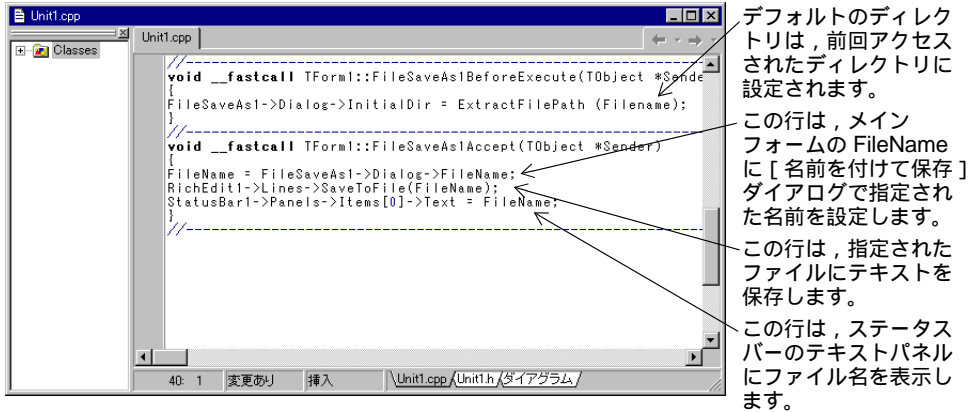 Unit1.cpp
Classes
Unit1.cpp
//
void __fastcall TForm1::FileSaveAs1BeforeExecute(TObject *Sende
{
FileSaveAs1->Dialog->InitialDir = ExtractFilePath (Filename);
}
//
void __fastcall TForm1::FileSaveAs1Accept(TObject *Sender)
{
FileName = FileSaveAs1->Dialog->FileName;
RichEdit1->Lines->SaveToFile(FileName);
StatusBar1->Panels->Items[0]->Text = FileName;
}
//
40: 1 変更あり 挿入 Unit1.cpp Unit1.h ダイアグラム
デフォルトのディレク
トリは , 前回アクセス
されたディレクトリに
設定されます。
この行は , メイン
フォームの FileName
に [ 名前を付けて保存 ]
ダイアログで指定され
た名前を設定します。
この行は , 指定された
ファイルにテキストを
保存します。
この行は , ステータス
バーのテキストパネル
にファイル名を表示し
ます。